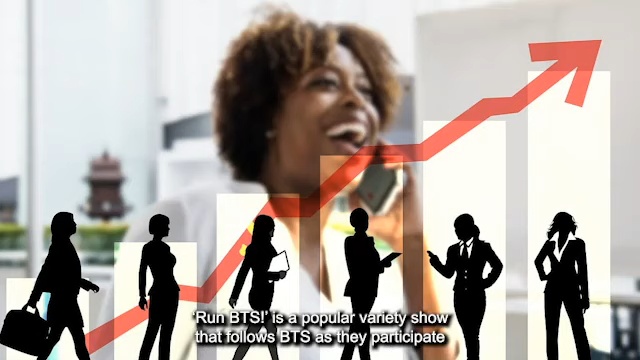 ‘Run BTS!’ is a popular variety show
that follows BTS as they participate